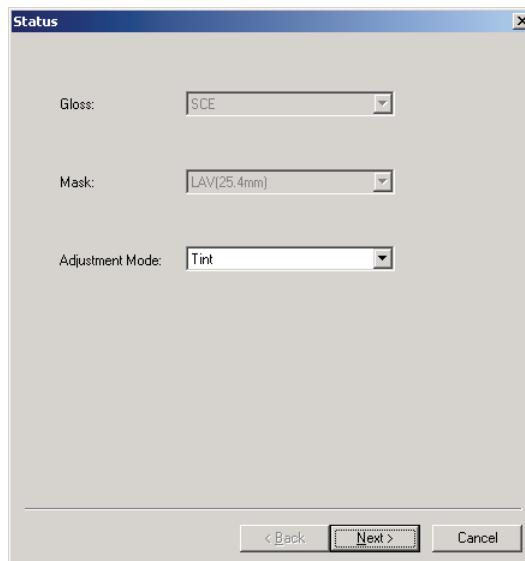 Status
Gloss: SCE
Mask: LAV(25.4mm)
Adjustment Mode: Tint
< Back Next > Cancel